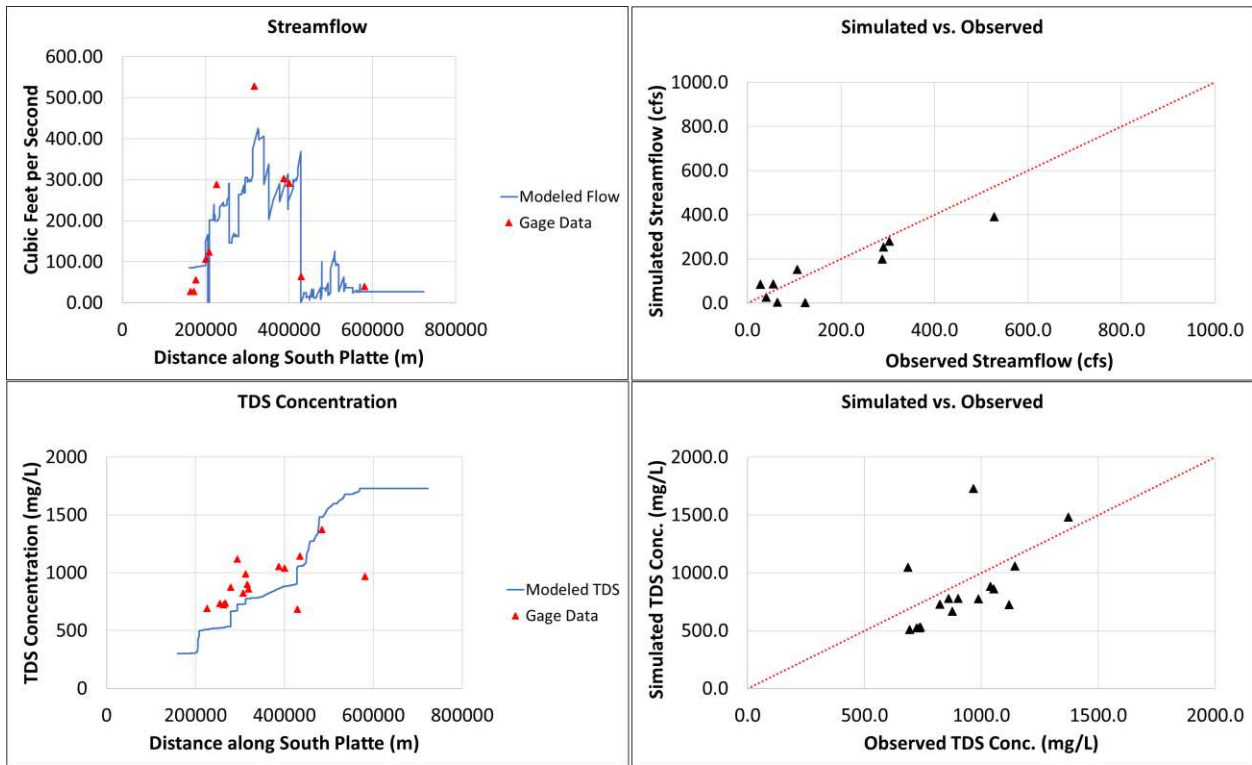 Streamflow
600.00
500.00
400.00
300.00
200.00
100.00
0.00
Cubic Feet per Second
0 200000 400000 600000 800000
Distance along South Platte (m)
Modeled Flow
Gage Data
Simulated vs. Observed
1000.0
800.0
600.0
400.0
200.0
0.0
Simulated Streamflow (cfs)
0.0 200.0 400.0 600.0 800.0 1000.0
Observed Streamflow (cfs)
TDS Concentration
2000
1500
1000
500
0
TDS Concentration (mg/L)
0 200000 400000 600000 800000
Distance along South Platte (m)
Modeled TDS
Gage Data
Simulated vs. Observed
2000.0
1500.0
1000.0
500.0
0.0
Simulated TDS Conc. (mg/L)
0.0 500.0 1000.0 1500.0 2000.0
Observed TDS Conc. (mg/L)